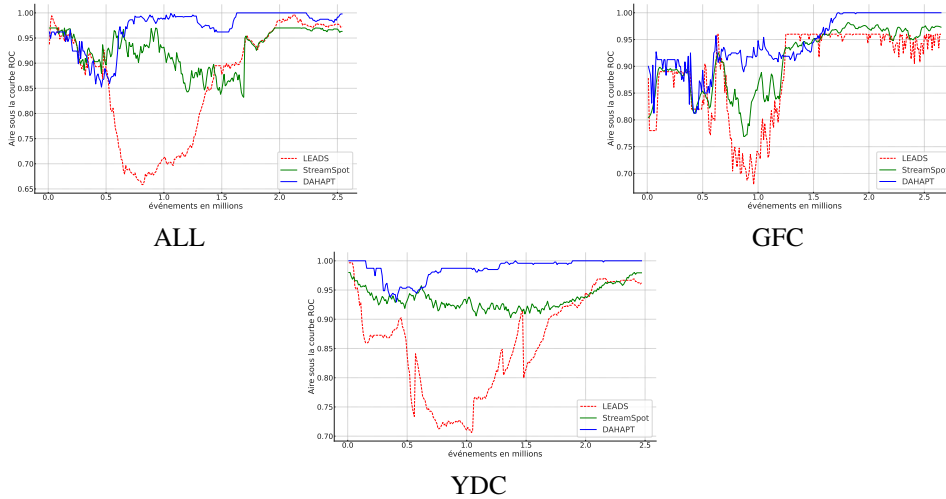 1.00
0.95
0.90
0.85
0.80
0.75
0.70
0.65
Aire sous la courbe ROC
0.0 0.5 1.0 1.5 2.0 2.5
événements en millions
LEADS
StreamSpot
DAHAPT
ALL
1.00
0.95
0.90
0.85
0.80
0.75
0.70
Aire sous la courbe ROC
0.0 0.5 1.0 1.5 2.0 2.5
événements en millions
LEADS
StreamSpot
DAHAPT
GFC
1.00
0.95
0.90
0.85
0.80
0.75
0.70
Aire sous la courbe ROC
0.0 0.5 1.0 1.5 2.0 2.5
événements en millions
LEADS
StreamSpot
DAHAPT
YDC